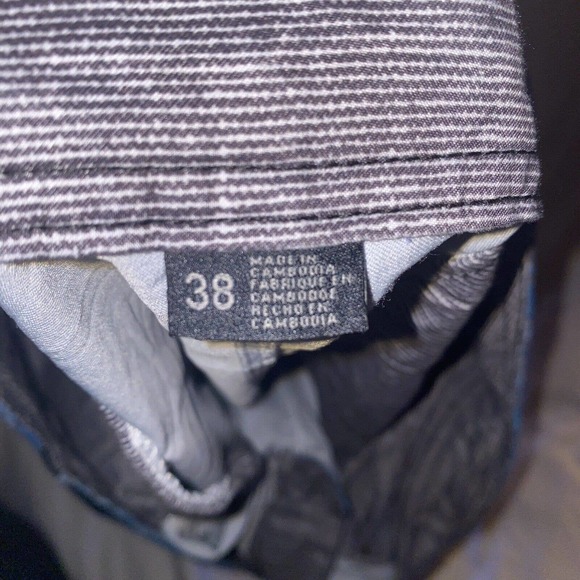 38
MADE IN
CAMBODIA
FABRIQUE EN
CAMBODGE
HECHO EN
CAMBODIA